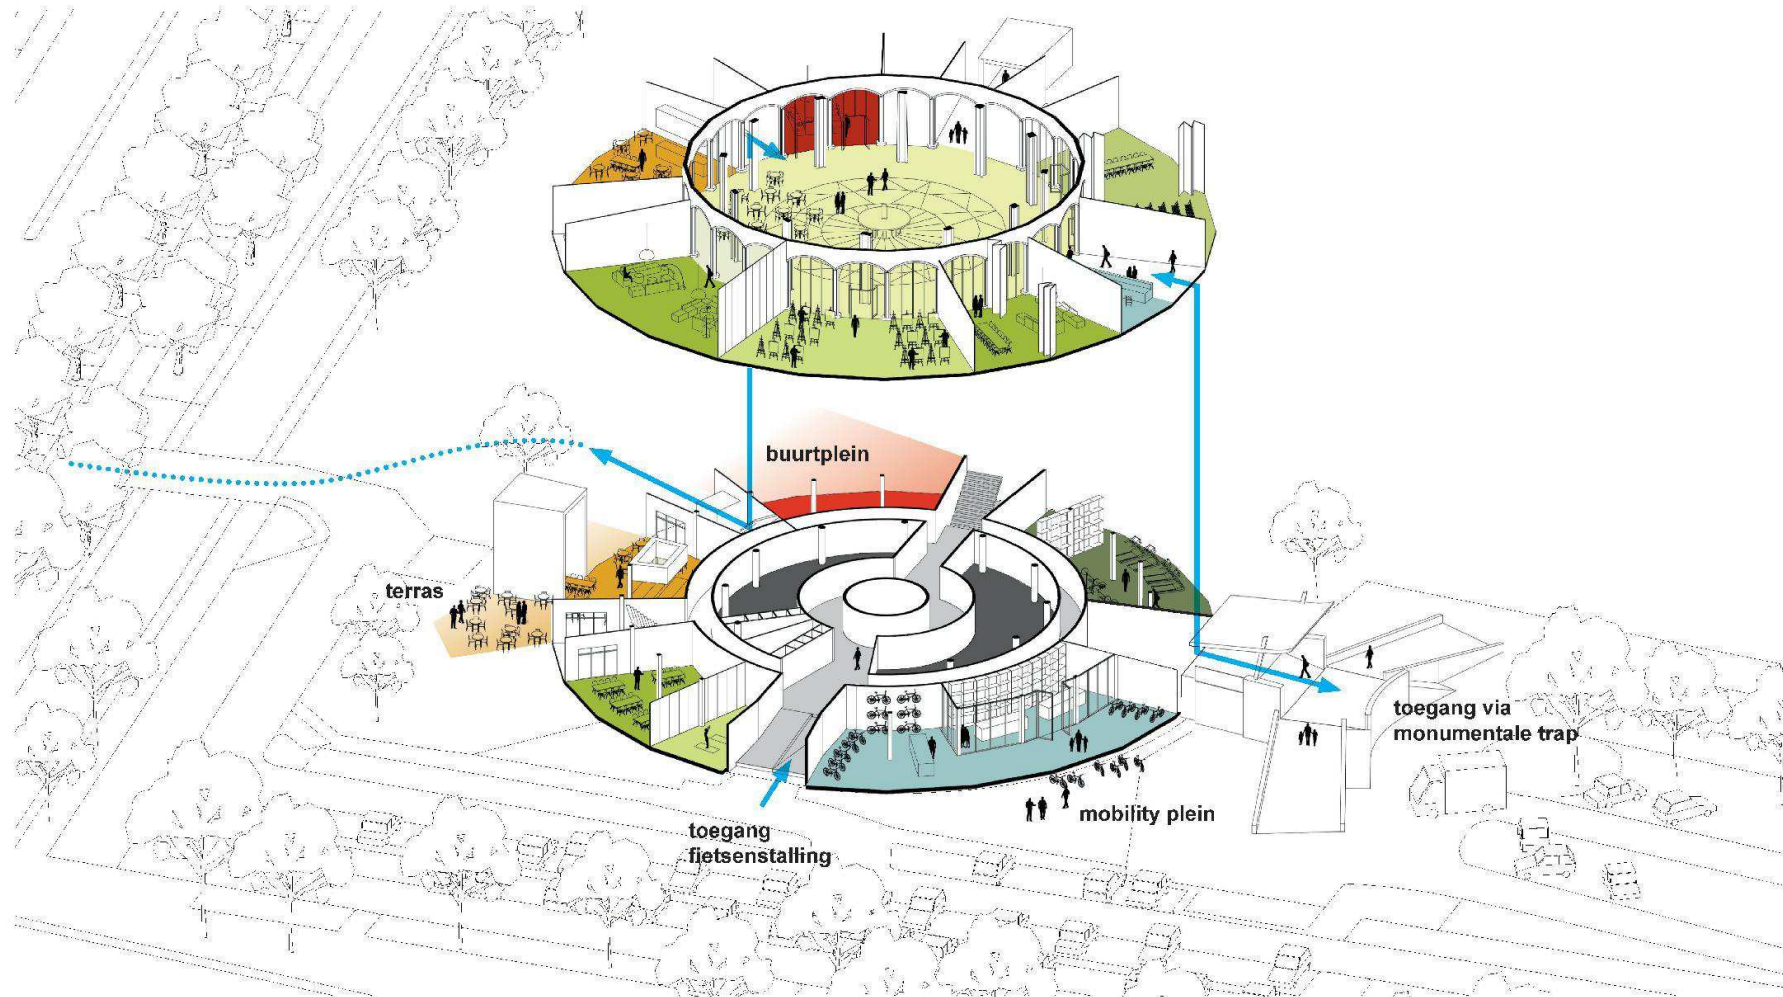 buurtplein
terras
toegang via
monumentale trap
mobility plein
toegang
fietsenstalling